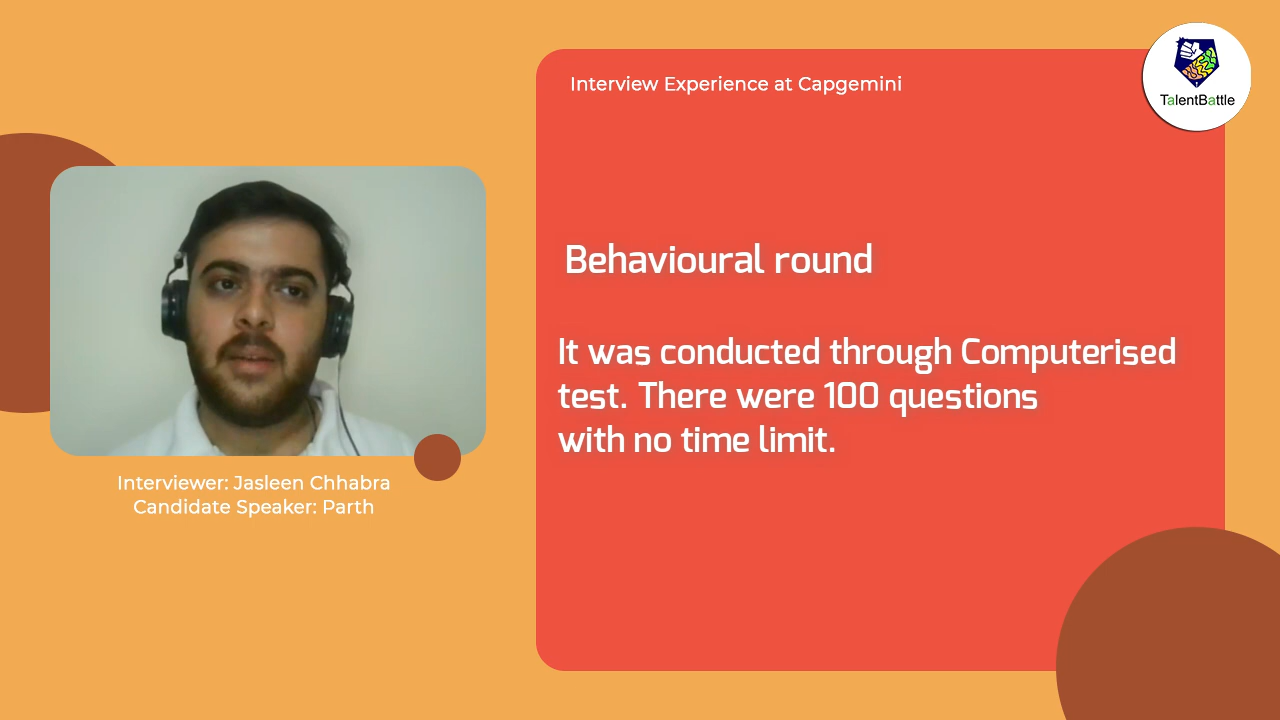 Interview Experience at Capgemini
TalentBattle
Behavioural round
It was conducted through Computerised
test. There were 100 questions
with no time limit.
Interviewer: Jasleen Chhabra
Candidate Speaker: Parth